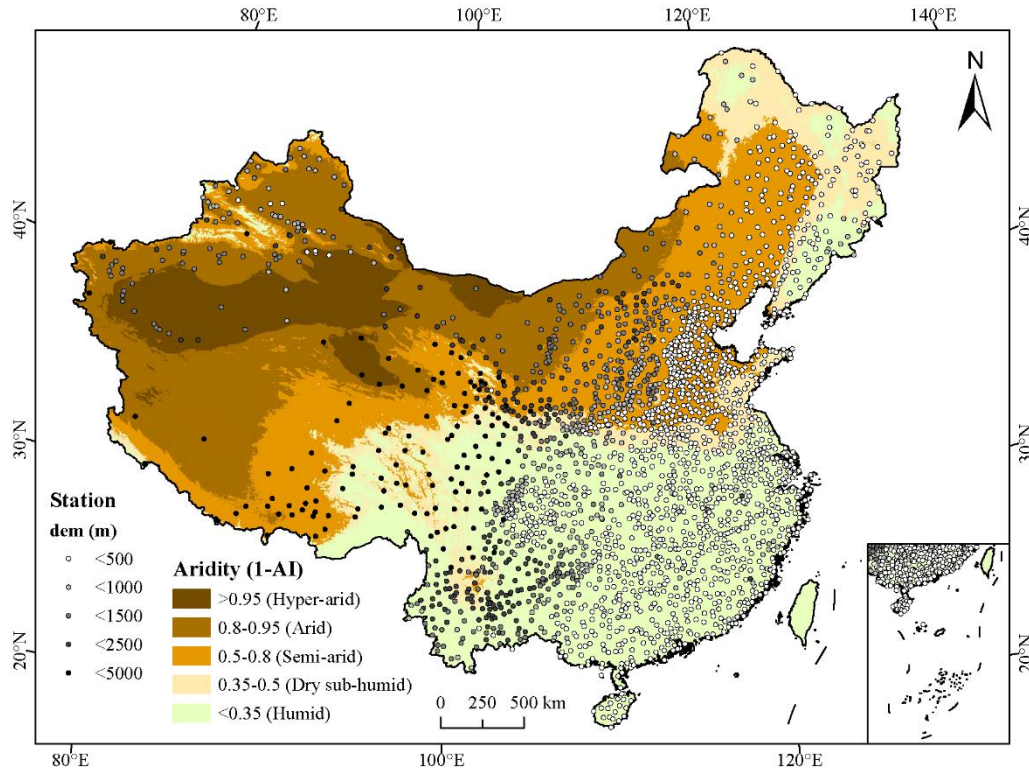 80°E 100°E 120°E 140°E
N
40°N 40°N
30°N 30°N
20°N 20°N
Station
dem (m)
<500
<1000
<1500
<2500
<5000
Aridity (1-AI)
>0.95 (Hyper-arid)
0.8-0.95 (Arid)
0.5-0.8 (Semi-arid)
0.35-0.5 (Dry sub-humid)
<0.35 (Humid)
0 250 500 km
80°E 100°E 120°E